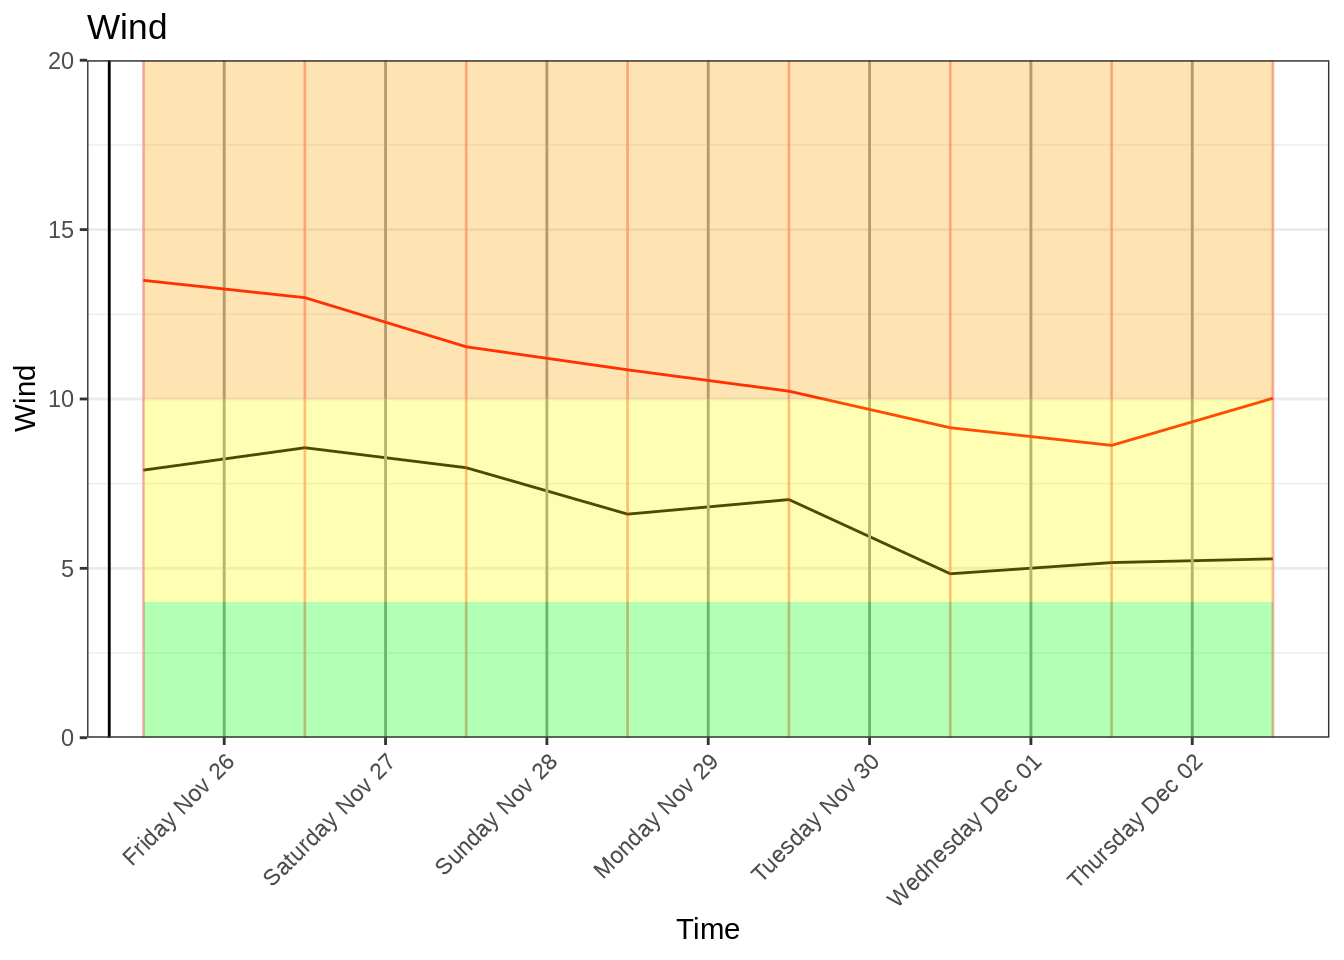 Wind
20
15
10
5
0
Wind
Friday Nov 26
Saturday Nov 27
Sunday Nov 28
Monday Nov 29
Tuesday Nov 30
Wednesday Dec 01
Thursday Dec 02
Time